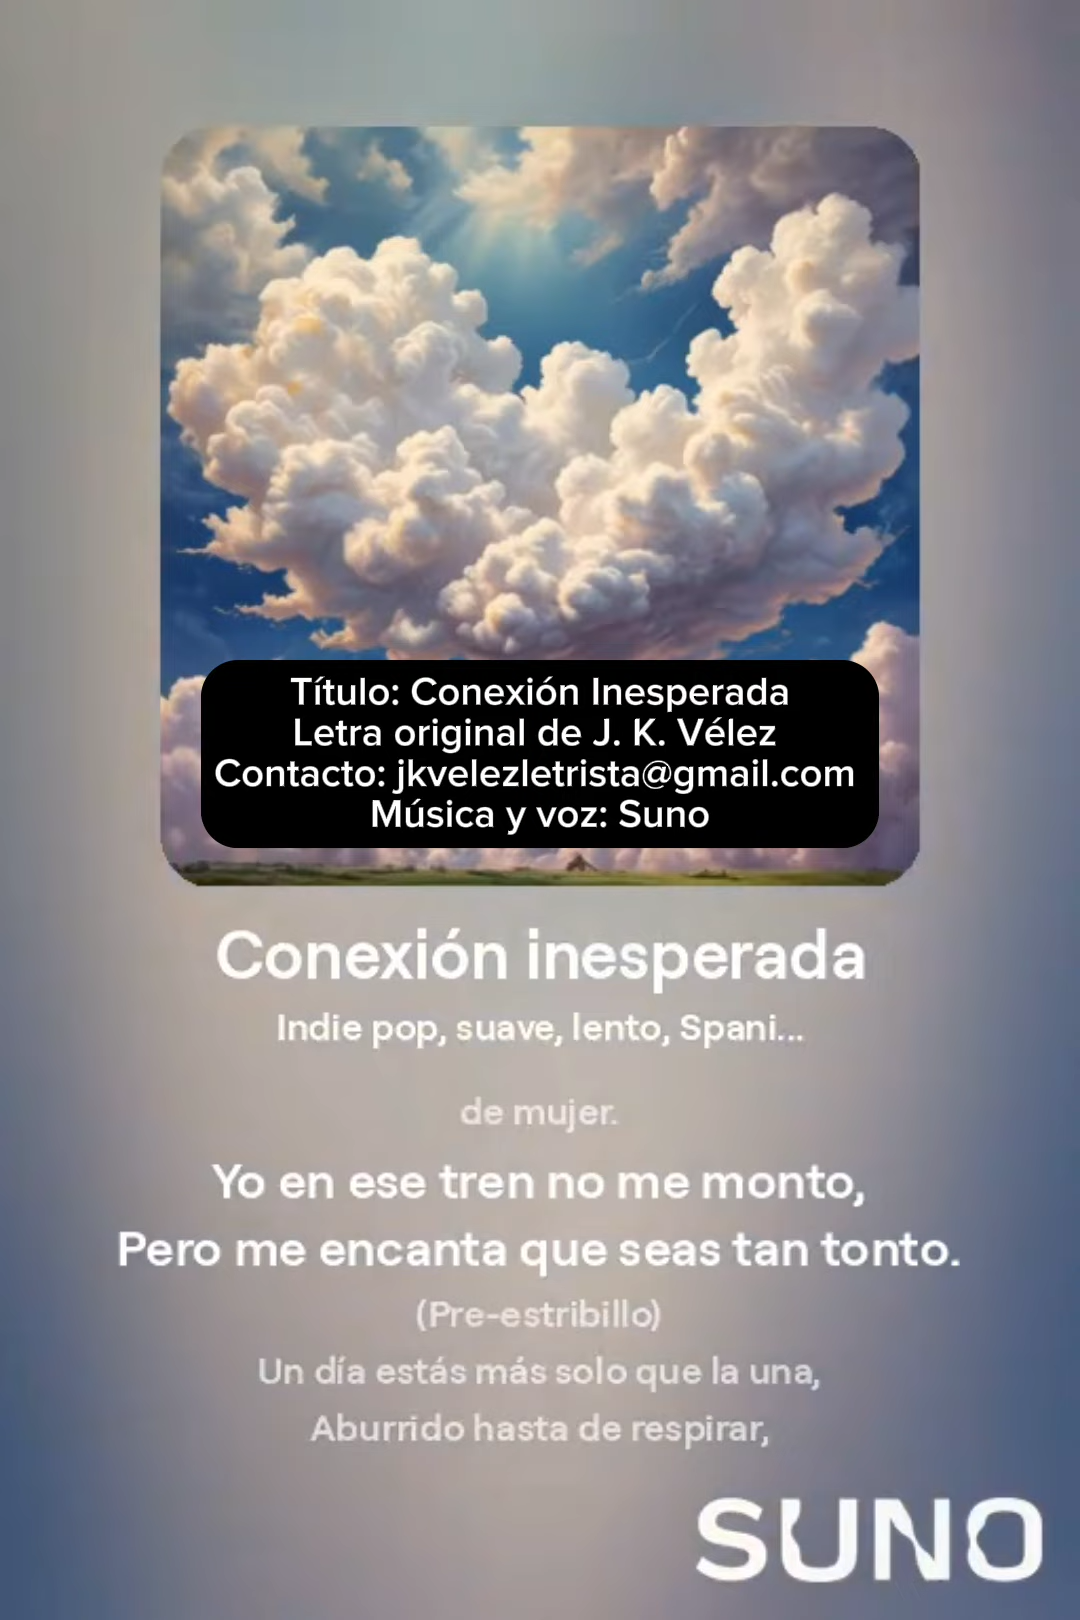 Título: Conexión Inesperada
Letra original de J. K. Vélez
Contacto: jkvelezletrista@gmail.com
Música y voz: Suno
Conexión inesperada
Indie pop, suave, lento, Spani...
de mujer.
Yo en ese tren no me monto,
Pero me encanta que seas tan tonto.
(Pre-estribillo)
Un día estás más solo que la una,
Aburrido hasta de respirar,
SUNO